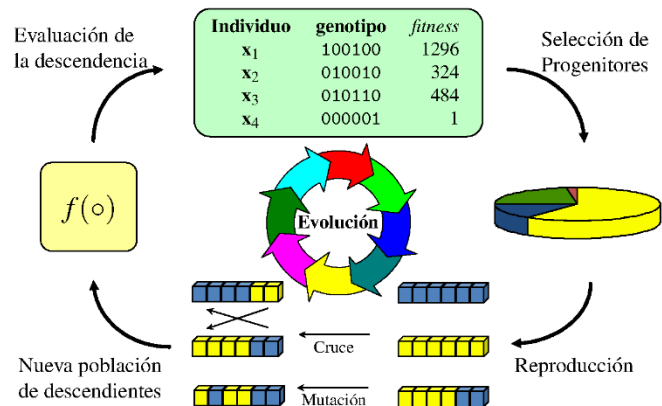 Individuo genotipo fitness
x1 100100 1296
x2 010010 324
x3 010110 484
x4 000001 1
Evaluación de
la descendencia
Selección de
Progenitores
f(∘)
Evolución
Cruce
Mutación
Nueva población
de descendientes
Reproducción